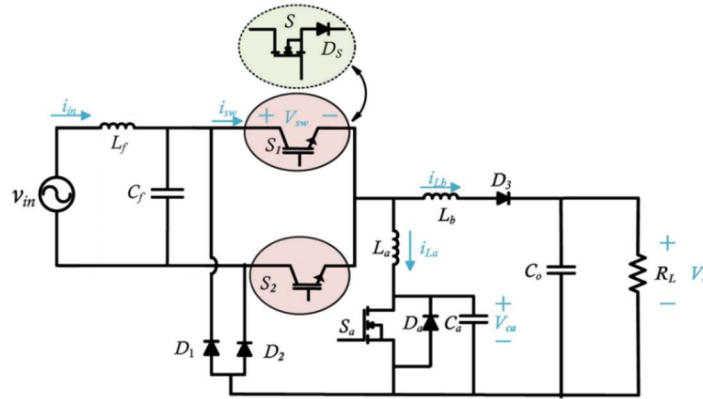 S
D_S
i_in
i_sw
+ V_sw −
L_f
S_1
v_in
C_f
i_Lb
D_3
L_b
L_a
i_La
C_o
+
R_L
−
S_2
S_a
D_a
C_a
+
V_ca
−
D_1
D_2